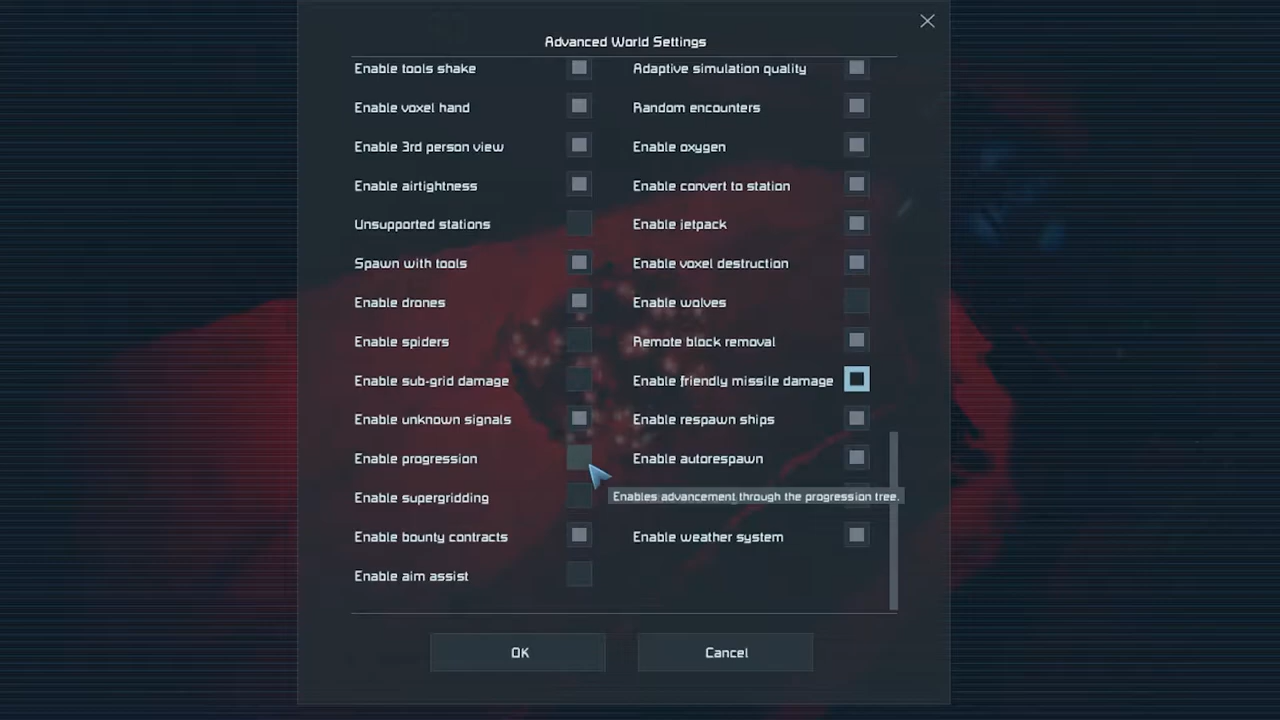 Advanced World Settings
Enable tools shake
Adaptive simulation quality
Enable voxel hand
Random encounters
Enable 3rd person view
Enable oxygen
Enable airtightness
Enable convert to station
Unsupported stations
Enable jetpack
Spawn with tools
Enable voxel destruction
Enable drones
Enable wolves
Enable spiders
Remote block removal
Enable sub-grid damage
Enable friendly missile damage
Enable unknown signals
Enable respawn ships
Enable progression
Enable autorespawn
Enable supergridding
Enables advancement through the progression tree.
Enable bounty contracts
Enable weather system
Enable aim assist
OK
Cancel